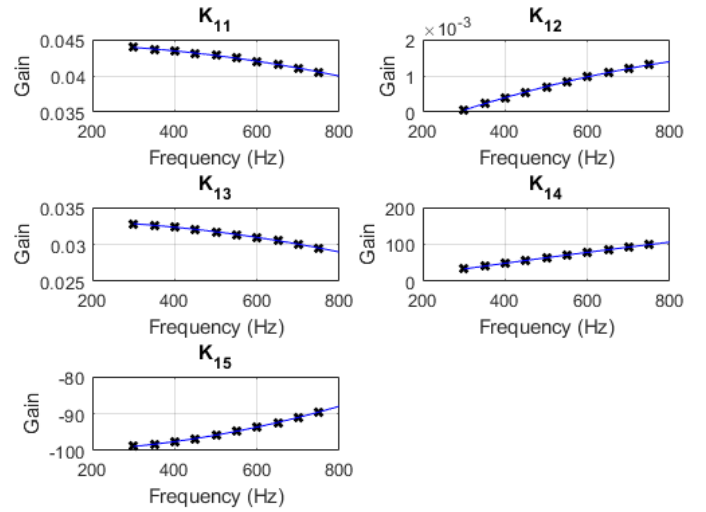 K11
0.045
0.04
0.035
Gain
200 400 600 800
Frequency (Hz)
K12
×10-3
2
1
0
Gain
200 400 600 800
Frequency (Hz)
K13
0.035
0.03
0.025
Gain
200 400 600 800
Frequency (Hz)
K14
200
100
0
Gain
200 400 600 800
Frequency (Hz)
K15
-80
-90
-100
Gain
200 400 600 800
Frequency (Hz)